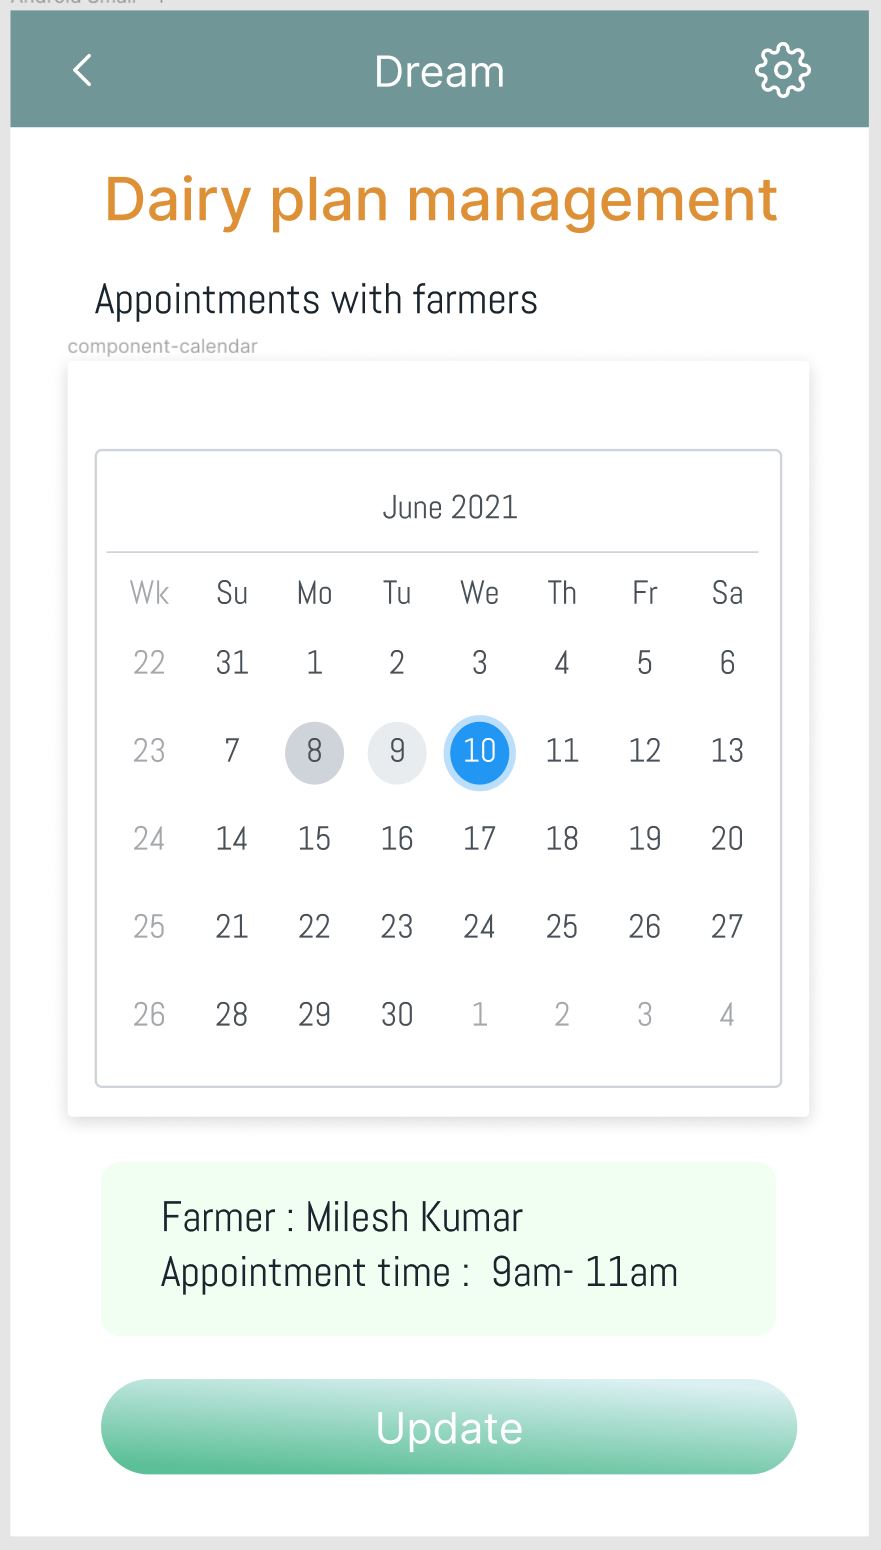 Dream
Dairy plan management
Appointments with farmers
component-calendar
June 2021
Wk Su Mo Tu We Th Fr Sa
22 31 1 2 3 4 5 6
23 7 8 9 10 11 12 13
24 14 15 16 17 18 19 20
25 21 22 23 24 25 26 27
26 28 29 30 1 2 3 4
Farmer : Milesh Kumar
Appointment time : 9am- 11am
Update